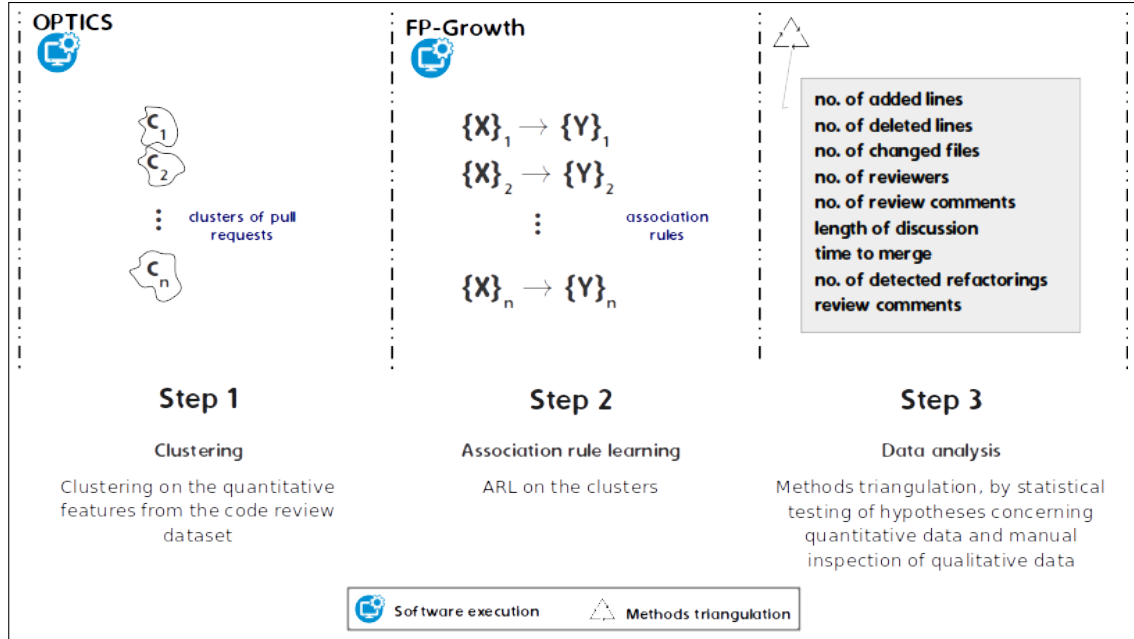 OPTICS
C1
C2
⋮
clusters of pull
requests
Cn
Step 1
Clustering
Clustering on the quantitative
features from the code review
dataset
FP-Growth
{X}1 → {Y}1
{X}2 → {Y}2
⋮
association
rules
{X}n → {Y}n
Step 2
Association rule learning
ARL on the clusters
no. of added lines
no. of deleted lines
no. of changed files
no. of reviewers
no. of review comments
length of discussion
time to merge
no. of detected refactorings
review comments
Step 3
Data analysis
Methods triangulation, by statistical
testing of hypotheses concerning
quantitative data and manual
inspection of qualitative data
Software execution
Methods triangulation